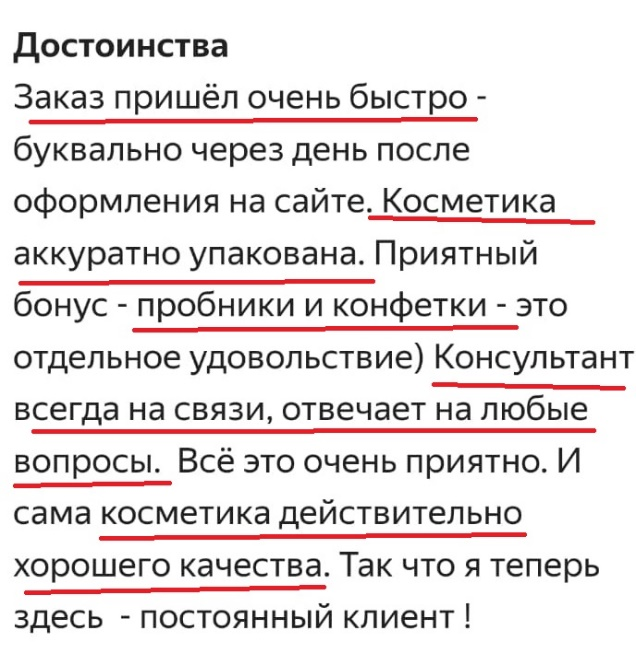 Достоинства
Заказ пришёл очень быстро -
буквально через день после
оформления на сайте. Косметика
аккуратно упакована. Приятный
бонус - пробники и конфетки - это
отдельное удовольствие) Консультант
всегда на связи, отвечает на любые
вопросы.  Всё это очень приятно. И
сама косметика действительно
хорошего качества. Так что я теперь
здесь  - постоянный клиент !